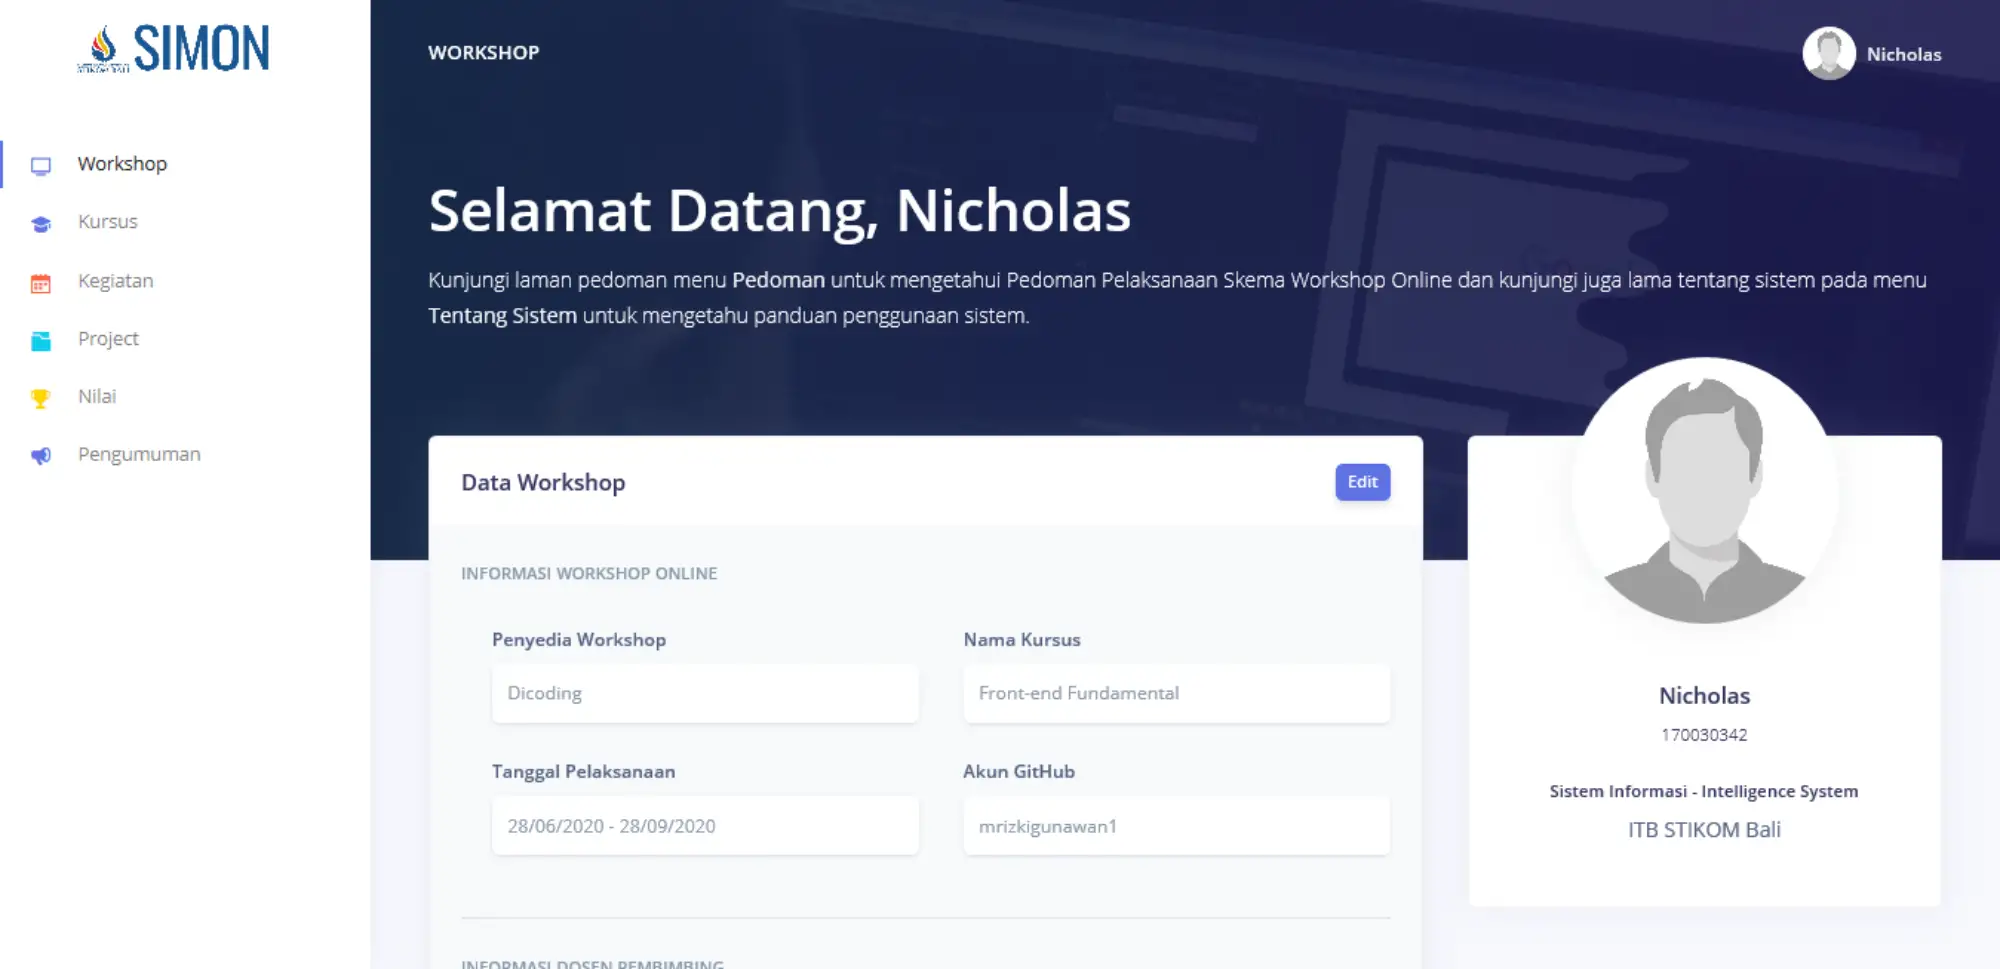 SIMON
Workshop
Kursus
Kegiatan
Project
Nilai
Pengumuman
WORKSHOP
Nicholas
Selamat Datang, Nicholas
Kunjungi laman pedoman menu Pedoman untuk mengetahui Pedoman Pelaksanaan Skema Workshop Online dan kunjungi juga lama tentang sistem pada menu
Tentang Sistem untuk mengetahu panduan penggunaan sistem.
Data Workshop
Edit
INFORMASI WORKSHOP ONLINE
Penyedia Workshop
Nama Kursus
Dicoding
Front-end Fundamental
Tanggal Pelaksanaan
Akun GitHub
28/06/2020 - 28/09/2020
mrizkigunawan1
INFORMASI DOSEN PEMBIMBING
Nicholas
170030342
Sistem Informasi - Intelligence System
ITB STIKOM Bali